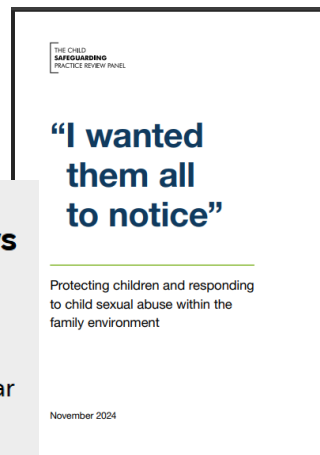 THE CHILD
SAFEGUARDING
PRACTICE REVIEW PANEL
“I wanted
them all
to notice”
Protecting children and responding
to child sexual abuse within the
family environment
November 2024